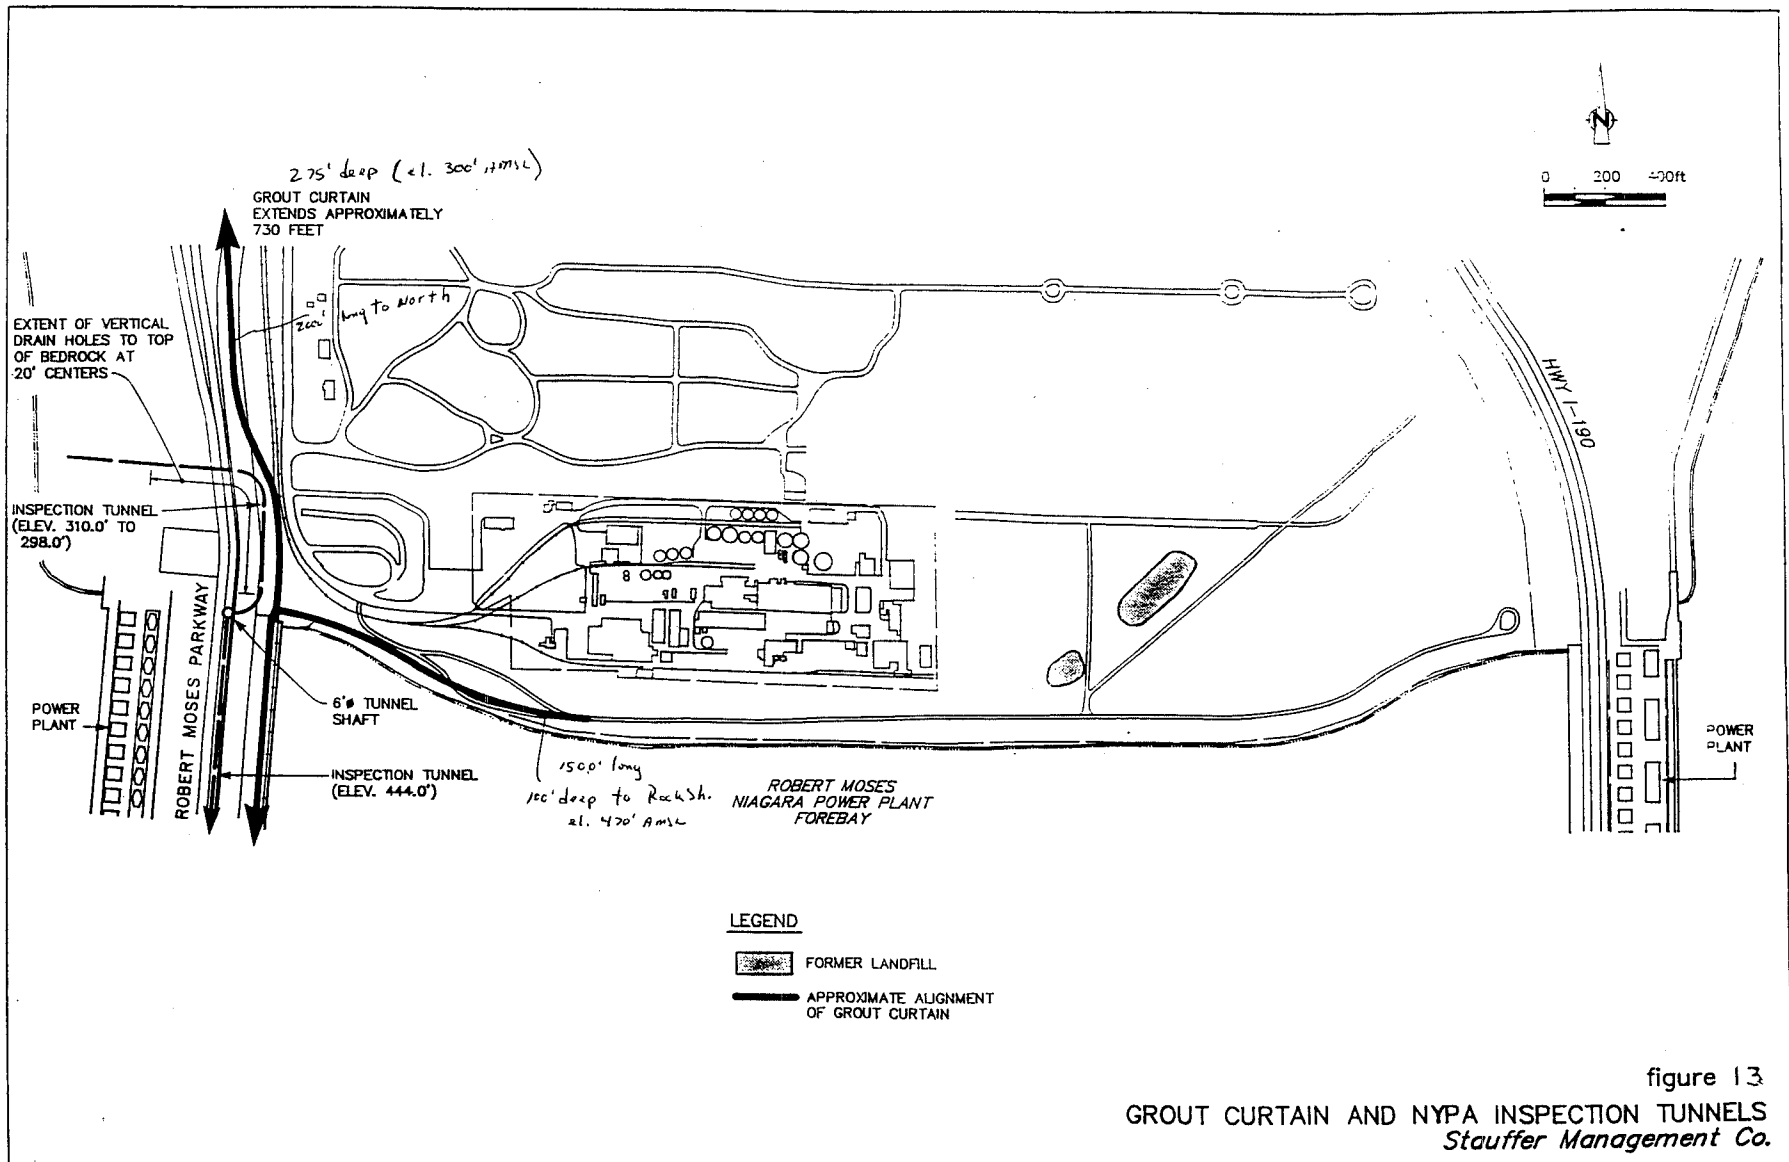 N
0 200 400ft
275' deep (el. 300' AMSL)
GROUT CURTAIN
EXTENDS APPROXIMATELY
730 FEET
long to North
EXTENT OF VERTICAL
DRAIN HOLES TO TOP
OF BEDROCK AT
20' CENTERS
HWY I-190
INSPECTION TUNNEL
(ELEV. 310.0' TO
298.0')
ROBERT MOSES PARKWAY
POWER
PLANT
6'ø TUNNEL
SHAFT
INSPECTION TUNNEL
(ELEV. 444.0')
POWER
PLANT
1500' long
100' deep to Roch Sh.
el. 470' AMSL
ROBERT MOSES
NIAGARA POWER PLANT
FOREBAY
LEGEND
FORMER LANDFILL
APPROXIMATE ALIGNMENT
OF GROUT CURTAIN
figure 13
GROUT CURTAIN AND NYPA INSPECTION TUNNELS
Stauffer Management Co.